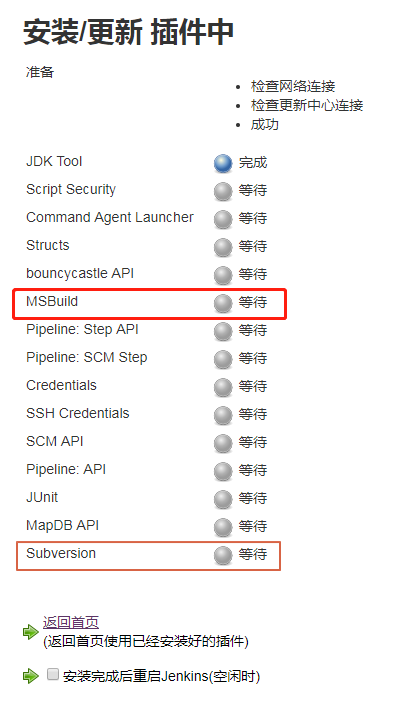 安装/更新 插件中
准备
检查网络连接
检查更新中心连接
成功
JDK Tool 完成
Script Security 等待
Command Agent Launcher 等待
Structs 等待
bouncycastle API 等待
MSBuild 等待
Pipeline: Step API 等待
Pipeline: SCM Step 等待
Credentials 等待
SSH Credentials 等待
SCM API 等待
Pipeline: API 等待
JUnit 等待
MapDB API 等待
Subversion 等待
返回首页
(返回首页使用已经安装好的插件)
安装完成后重启Jenkins(空闲时)